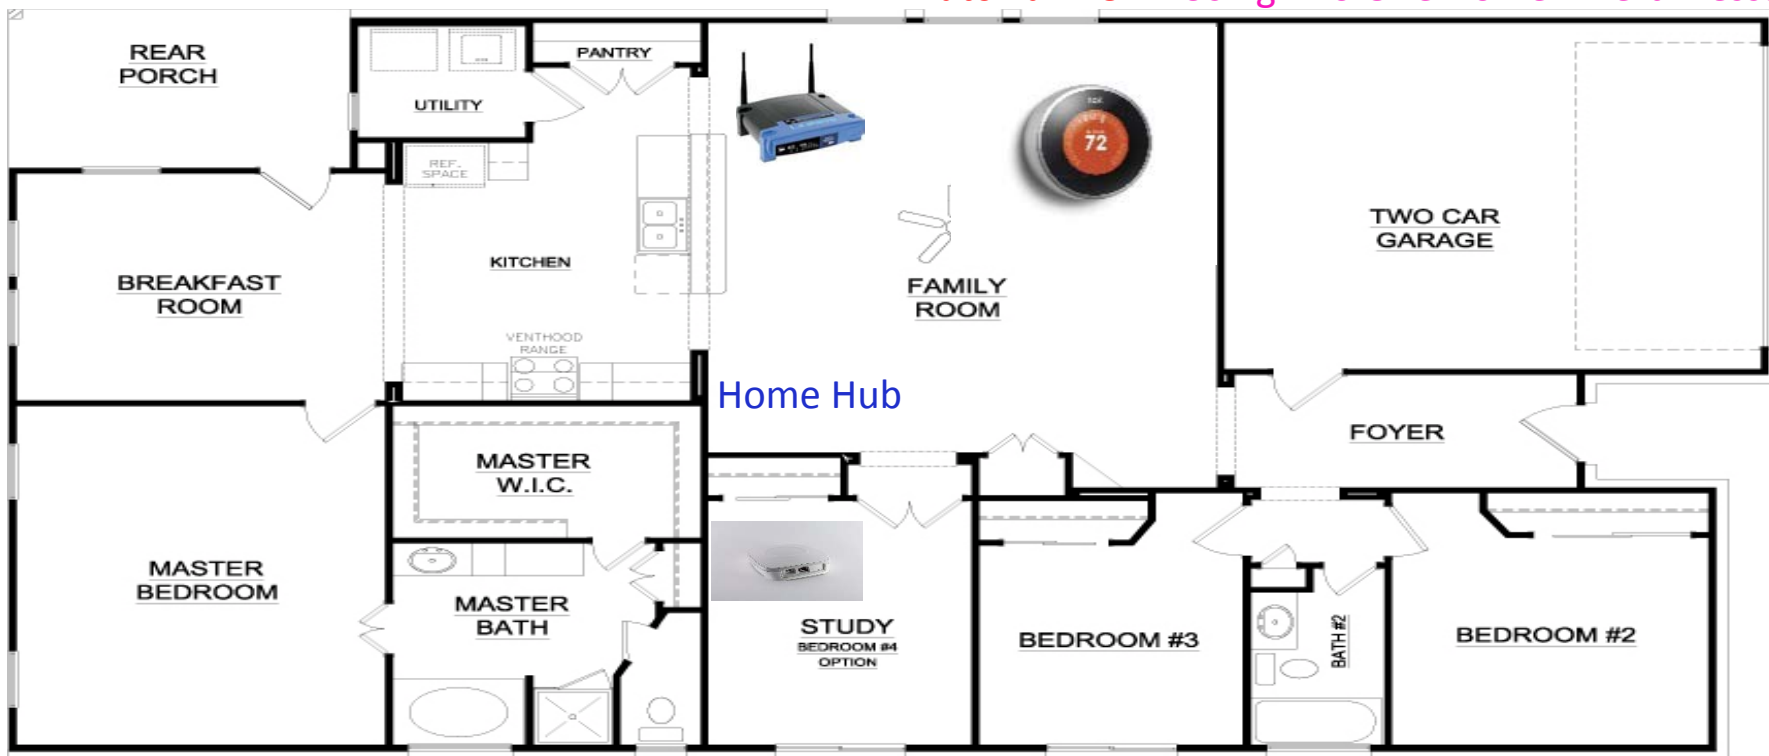 REAR
PORCH
PANTRY
UTILITY
REF.
SPACE
72
TWO CAR
GARAGE
KITCHEN
BREAKFAST
ROOM
FAMILY
ROOM
VENTHOOD
RANGE
Home Hub
FOYER
MASTER
W.I.C.
MASTER
BEDROOM
MASTER
BATH
STUDY
BEDROOM #4
OPTION
BEDROOM #3
BATH #2
BEDROOM #2